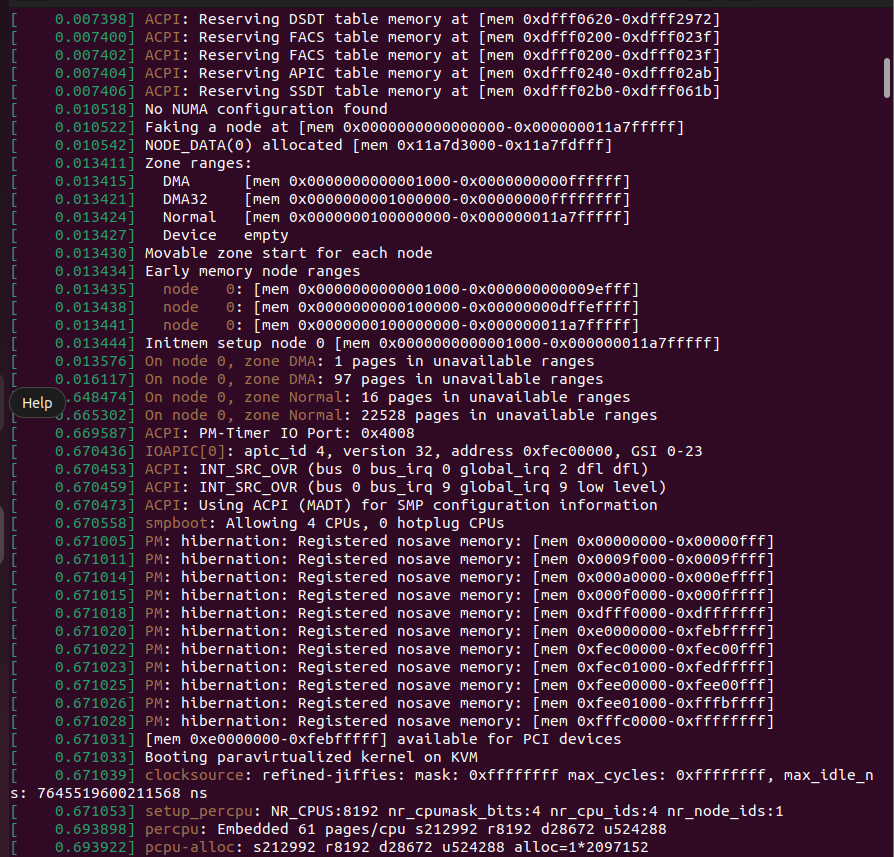 [    0.007398] ACPI: Reserving DSDT table memory at [mem 0xdfff0620-0xdfff2972]
[    0.007400] ACPI: Reserving FACS table memory at [mem 0xdfff0200-0xdfff023f]
[    0.007402] ACPI: Reserving FACS table memory at [mem 0xdfff0200-0xdfff023f]
[    0.007404] ACPI: Reserving APIC table memory at [mem 0xdfff0240-0xdfff02ab]
[    0.007406] ACPI: Reserving SSDT table memory at [mem 0xdfff02b0-0xdfff061b]
[    0.010518] No NUMA configuration found
[    0.010522] Faking a node at [mem 0x0000000000000000-0x000000011a7fffff]
[    0.010542] NODE_DATA(0) allocated [mem 0x11a7d3000-0x11a7fdfff]
[    0.013411] Zone ranges:
[    0.013415]   DMA      [mem 0x0000000000001000-0x0000000000ffffff]
[    0.013421]   DMA32    [mem 0x0000000001000000-0x00000000ffffffff]
[    0.013424]   Normal   [mem 0x0000000100000000-0x000000011a7fffff]
[    0.013427]   Device   empty
[    0.013430] Movable zone start for each node
[    0.013434] Early memory node ranges
[    0.013435]   node   0: [mem 0x0000000000001000-0x000000000009efff]
[    0.013438]   node   0: [mem 0x0000000000100000-0x00000000dffeffff]
[    0.013441]   node   0: [mem 0x0000000100000000-0x000000011a7fffff]
[    0.013444] Initmem setup node 0 [mem 0x0000000000001000-0x000000011a7fffff]
[    0.013576] On node 0, zone DMA: 1 pages in unavailable ranges
[    0.016117] On node 0, zone DMA: 97 pages in unavailable ranges
[    .648474] On node 0, zone Normal: 16 pages in unavailable ranges
Help
[    .665302] On node 0, zone Normal: 22528 pages in unavailable ranges
[    0.669587] ACPI: PM-Timer IO Port: 0x4008
[    0.670436] IOAPIC[0]: apic_id 4, version 32, address 0xfec00000, GSI 0-23
[    0.670453] ACPI: INT_SRC_OVR (bus 0 bus_irq 0 global_irq 2 dfl dfl)
[    0.670459] ACPI: INT_SRC_OVR (bus 0 bus_irq 9 global_irq 9 low level)
[    0.670473] ACPI: Using ACPI (MADT) for SMP configuration information
[    0.670558] smpboot: Allowing 4 CPUs, 0 hotplug CPUs
[    0.671005] PM: hibernation: Registered nosave memory: [mem 0x00000000-0x00000fff]
[    0.671011] PM: hibernation: Registered nosave memory: [mem 0x0009f000-0x0009ffff]
[    0.671014] PM: hibernation: Registered nosave memory: [mem 0x000a0000-0x000effff]
[    0.671015] PM: hibernation: Registered nosave memory: [mem 0x000f0000-0x000fffff]
[    0.671018] PM: hibernation: Registered nosave memory: [mem 0xdfff0000-0xdfffffff]
[    0.671020] PM: hibernation: Registered nosave memory: [mem 0xe0000000-0xfebfffff]
[    0.671022] PM: hibernation: Registered nosave memory: [mem 0xfec00000-0xfec00fff]
[    0.671023] PM: hibernation: Registered nosave memory: [mem 0xfec01000-0xfedfffff]
[    0.671025] PM: hibernation: Registered nosave memory: [mem 0xfee00000-0xfee00fff]
[    0.671026] PM: hibernation: Registered nosave memory: [mem 0xfee01000-0xfffbffff]
[    0.671028] PM: hibernation: Registered nosave memory: [mem 0xfffc0000-0xffffffff]
[    0.671031] [mem 0xe0000000-0xfebfffff] available for PCI devices
[    0.671033] Booting paravirtualized kernel on KVM
[    0.671039] clocksource: refined-jiffies: mask: 0xffffffff max_cycles: 0xffffffff, max_idle_n
s: 7645519600211568 ns
[    0.671053] setup_percpu: NR_CPUS:8192 nr_cpumask_bits:4 nr_cpu_ids:4 nr_node_ids:1
[    0.693898] percpu: Embedded 61 pages/cpu s212992 r8192 d28672 u524288
[    0.693922] pcpu-alloc: s212992 r8192 d28672 u524288 alloc=1*2097152